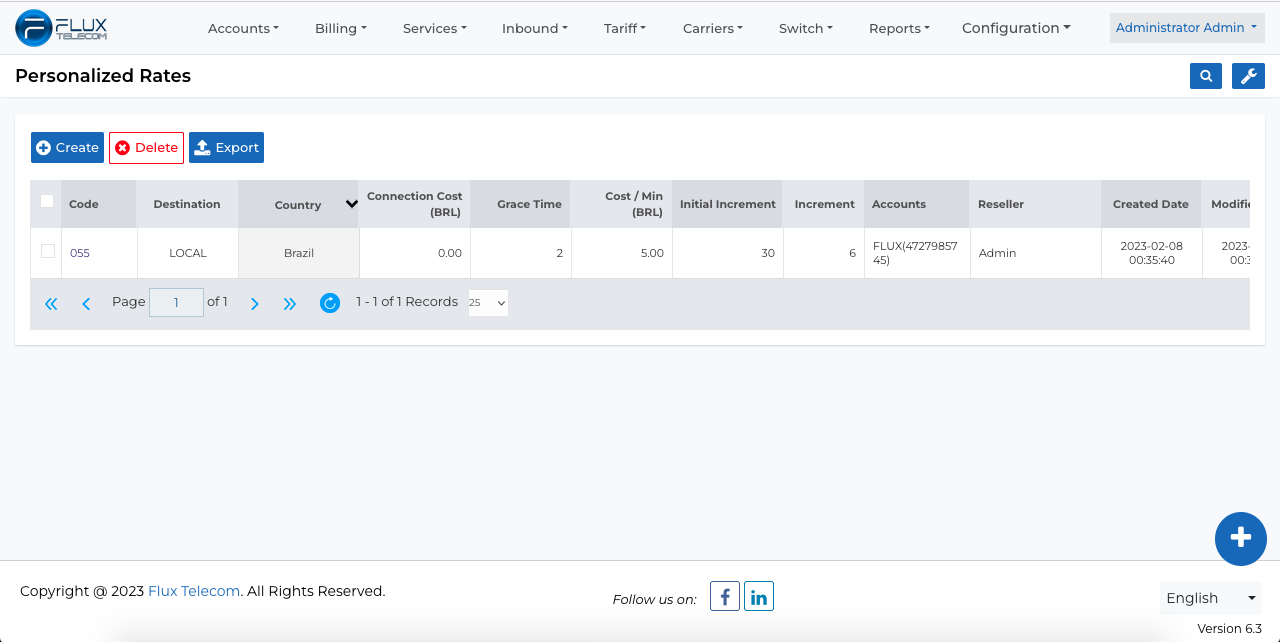 FLUX
TELECOM
Accounts
Billing
Services
Inbound
Tariff
Carriers
Switch
Reports
Configuration
Administrator Admin
Personalized Rates
Create
Delete
Export
Code
Destination
Country
Connection Cost
(BRL)
Grace Time
Cost / Min
(BRL)
Initial Increment
Increment
Accounts
Reseller
Created Date
055
LOCAL
Brazil
0.00
2
5.00
30
6
FLUX(47279857
45)
Admin
2023-02-08
00:35:40
2023-
00:3
Page 1 of 1
1 - 1 of 1 Records
25
Copyright @ 2023 Flux Telecom. All Rights Reserved.
Follow us on:
English
Version 6.3